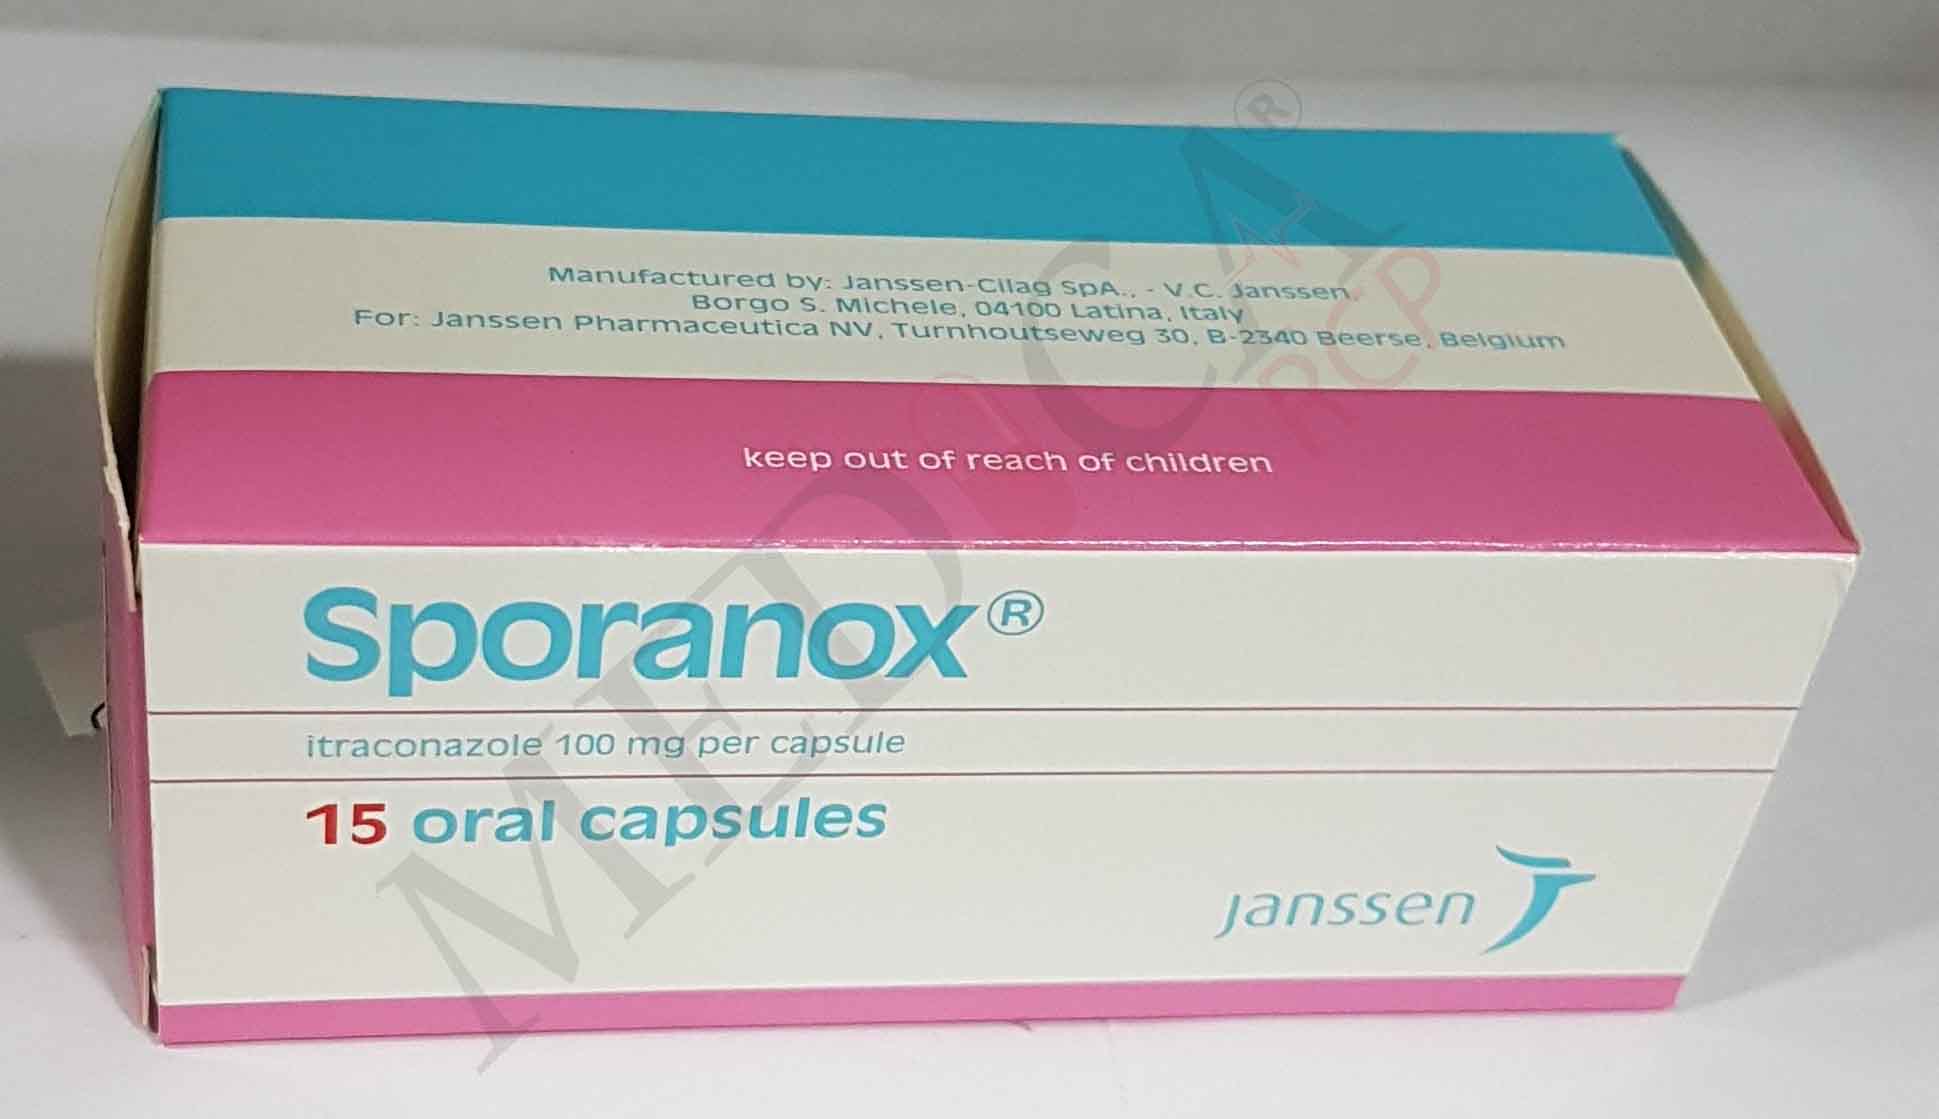 Manufactured by: Janssen-Cilag SpA., - V.C. Janssen,
Borgo S. Michele, 04100 Latina, Italy
For: Janssen Pharmaceutica NV, Turnhoutseweg 30, B-2340 Beerse, Belgium
keep out of reach of children
Sporanox®
itraconazole 100 mg per capsule
15 oral capsules
janssen
MEDICA®
RCP